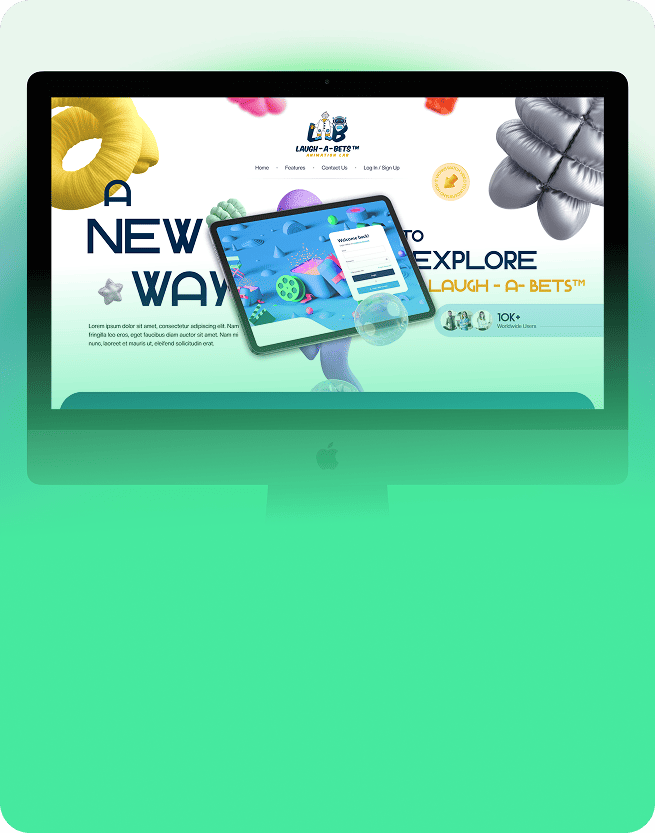 LAB
LAUGH-A-BETS™
ANIMATION LAB
Home
Features
Contact Us
Log In / Sign Up
A
NEW
WAY
TO
EXPLORE
LAUGH - A- BETS™
Welcome back!
Lorem ipsum dolor sit amet, consectetur adipiscing elit. Nam
fringilla leo eros, eget faucibus diam auctor sit amet. Nam mi
nunc, laoreet et mauris ut, eleifend sollicitudin erat.
10K+
Worldwide Users